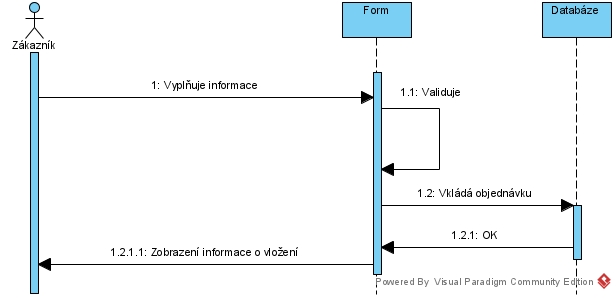 Form
Databáze
Zákazník
1: Vyplňuje informace
1.1: Validuje
1.2: Vkládá objednávku
1.2.1: OK
1.2.1.1: Zobrazení informace o vložení
Powered By Visual Paradigm Community Edition